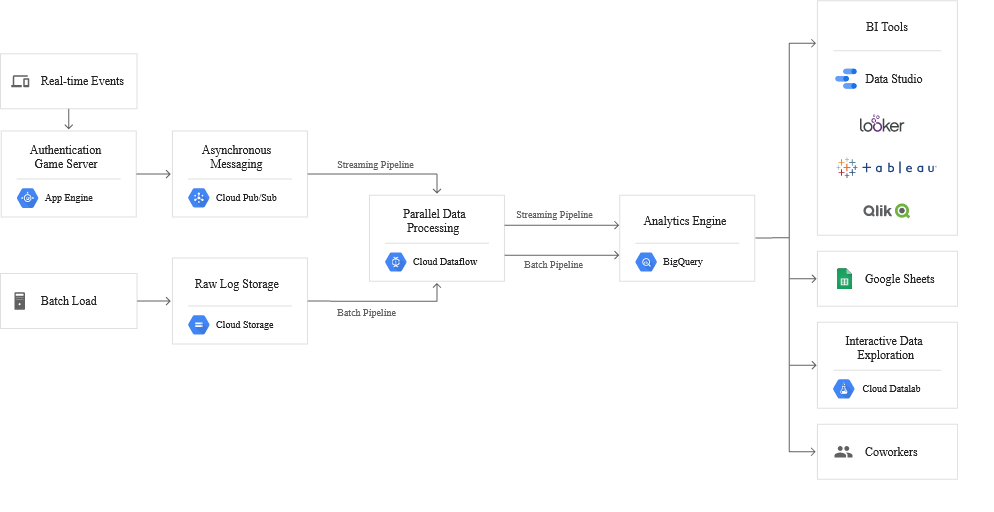 Real-time Events
Authentication
Game Server
App Engine
Asynchronous
Messaging
Cloud Pub/Sub
Streaming Pipeline
Batch Load
Raw Log Storage
Cloud Storage
Batch Pipeline
Parallel Data
Processing
Cloud Dataflow
Streaming Pipeline
Batch Pipeline
Analytics Engine
BigQuery
BI Tools
Data Studio
looker
tableau
Qlik
Google Sheets
Interactive Data
Exploration
Cloud Datalab
Coworkers